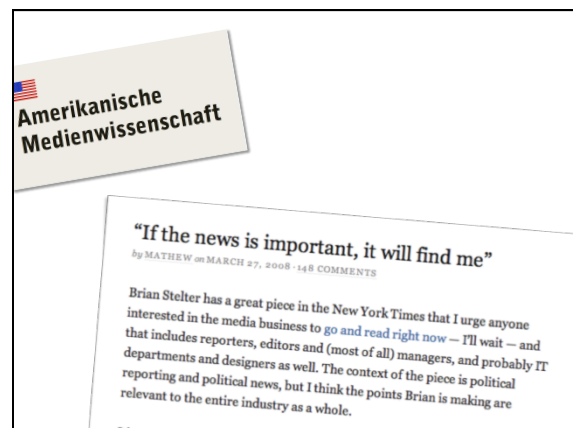 Amerikanische
Medienwissenschaft
“If the news is important, it will find me”
by MATHEW on MARCH 27, 2008 · 148 COMMENTS
Brian Stelter has a great piece in the New York Times that I urge anyone
interested in the media business to go and read right now — I’ll wait — and
that includes reporters, editors and (most of all) managers, and probably IT
departments and designers as well. The context of the piece is political
reporting and political news, but I think the points Brian is making are
relevant to the entire industry as a whole.